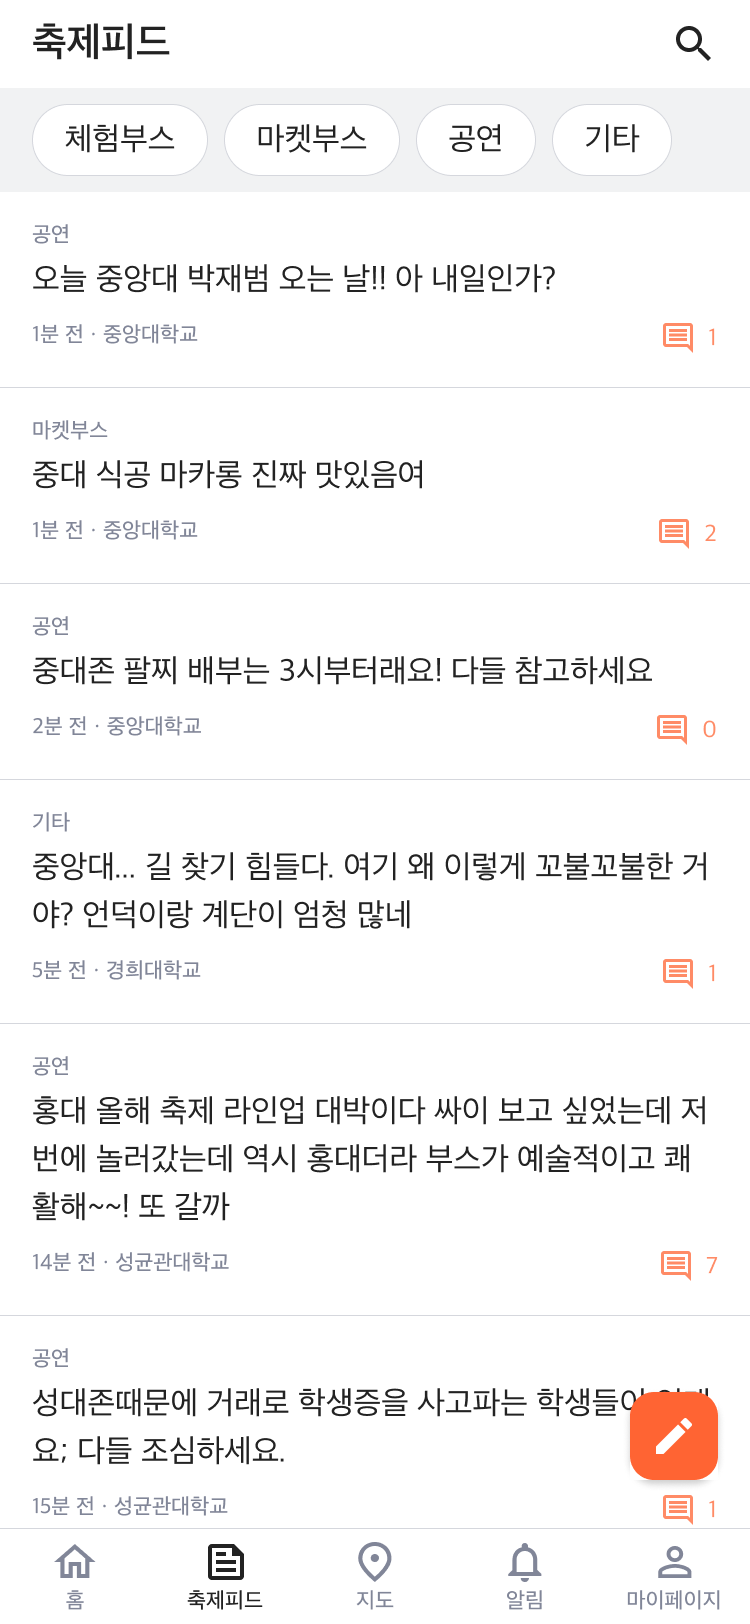 축제피드
체험부스 마켓부스 공연 기타
공연
오늘 중앙대 박재범 오는 날!! 아 내일인가?
1분 전 · 중앙대학교 1
마켓부스
중대 식공 마카롱 진짜 맛있음여
1분 전 · 중앙대학교 2
공연
중대존 팔찌 배부는 3시부터래요! 다들 참고하세요
2분 전 · 중앙대학교 0
기타
중앙대... 길 찾기 힘들다. 여기 왜 이렇게 꼬불꼬불한 거
야? 언덕이랑 계단이 엄청 많네
5분 전 · 경희대학교 1
공연
홍대 올해 축제 라인업 대박이다 싸이 보고 싶었는데 저
번에 놀러갔는데 역시 홍대더라 부스가 예술적이고 쾌
활해~~! 또 갈까
14분 전 · 성균관대학교 7
공연
성대존때문에 거래로 학생증을 사고파는
요; 다들 조심하세요.
15분 전 · 성균관대학교 1
홈 축제피드 지도 알림 마이페이지